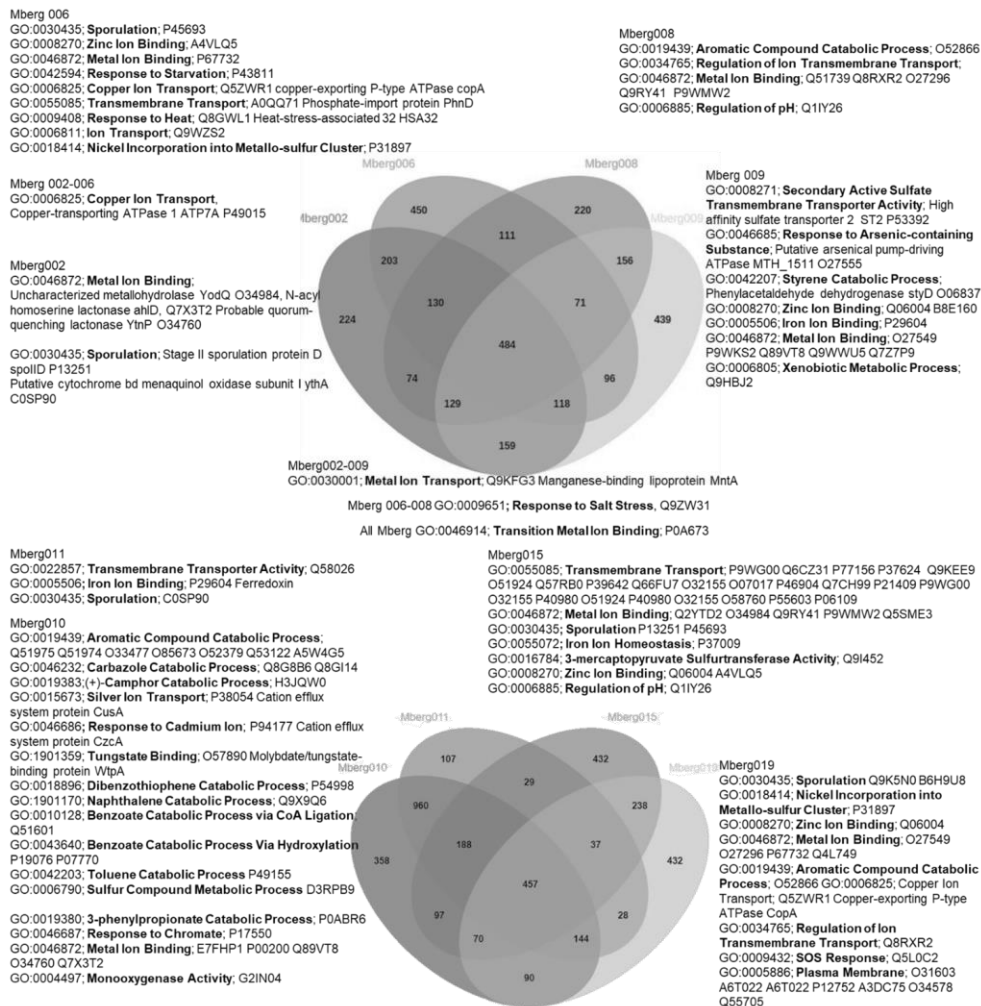 Mberg 006
GO:0030435; Sporulation; P45693
GO:0008270; Zinc Ion Binding; A4VLQ5
GO:0046872; Metal Ion Binding; P67732
GO:0042594; Response to Starvation; P43811
GO:0006825; Copper Ion Transport; Q5ZWR1 copper-exporting P-type ATPase copA
GO:0055085; Transmembrane Transport; A0QQ71 Phosphate-import protein PhnD
GO:0009408; Response to Heat; Q8GWL1 Heat-stress-associated 32 HSA32
GO:0006811; Ion Transport; Q9WZS2
GO:0018414; Nickel Incorporation into Metallo-sulfur Cluster; P31897
Mberg008
GO:0019439; Aromatic Compound Catabolic Process; O52866
GO:0034765; Regulation of Ion Transmembrane Transport;
GO:0046872; Metal Ion Binding; Q51739 Q8RXR2 O27296
Q9RY41 P9WMW2
GO:0006885; Regulation of pH; Q1IY26
Mberg 002-006
GO:0006825; Copper Ion Transport,
Copper-transporting ATPase 1 ATP7A P49015
Mberg002
GO:0046872; Metal Ion Binding;
Uncharacterized metallohydrolase YodQ O34984, N-acyl
homoserine lactonase ahlD, Q7X3T2 Probable quorum-
quenching lactonase YtnP O34760
GO:0030435; Sporulation; Stage II sporulation protein D
spoIID P13251
Putative cytochrome bd menaquinol oxidase subunit I ythA
C0SP90
Mberg006
Mberg008
Mberg002
Mberg009
450
220
203
111
156
224
130
71
439
484
74
96
129
118
159
Mberg 009
GO:0008271; Secondary Active Sulfate
Transmembrane Transporter Activity; High
affinity sulfate transporter 2 ST2 P53392
GO:0046685; Response to Arsenic-containing
Substance; Putative arsenical pump-driving
ATPase MTH_1511 O27555
GO:0042207; Styrene Catabolic Process;
Phenylacetaldehyde dehydrogenase styD O06837
GO:0008270; Zinc Ion Binding; Q06004 B8E160
GO:0005506; Iron Ion Binding; P29604
GO:0046872; Metal Ion Binding; O27549
P9WKS2 Q89VT8 Q9WWU5 Q7Z7P9
GO:0006805; Xenobiotic Metabolic Process;
Q9HBJ2
Mberg002-009
GO:0030001; Metal Ion Transport; Q9KFG3 Manganese-binding lipoprotein MntA
Mberg 006-008 GO:0009651; Response to Salt Stress, Q9ZW31
All Mberg GO:0046914; Transition Metal Ion Binding; P0A673
Mberg011
GO:0022857; Transmembrane Transporter Activity; Q58026
GO:0005506; Iron Ion Binding; P29604 Ferredoxin
GO:0030435; Sporulation; C0SP90
Mberg010
GO:0019439; Aromatic Compound Catabolic Process;
Q51975 Q51974 O33477 O85673 O52379 Q53122 A5W4G5
GO:0046232; Carbazole Catabolic Process; Q8G8B6 Q8GI14
GO:0019383;(+)-Camphor Catabolic Process; H3JQW0
GO:0015673; Silver Ion Transport; P38054 Cation efflux
system protein CusA
GO:0046686; Response to Cadmium Ion; P94177 Cation efflux
system protein CzcA
GO:1901359; Tungstate Binding; O57890 Molybdate/tungstate-
binding protein WtpA
GO:0018896; Dibenzothiophene Catabolic Process; P54998
GO:1901170; Naphthalene Catabolic Process; Q9X9Q6
GO:0010128; Benzoate Catabolic Process via CoA Ligation;
Q51601
GO:0043640; Benzoate Catabolic Process Via Hydroxylation
P19076 P07770
GO:0042203; Toluene Catabolic Process P49155
GO:0006790; Sulfur Compound Metabolic Process D3RPB9
GO:0019380; 3-phenylpropionate Catabolic Process; P0ABR6
GO:0046687; Response to Chromate; P17550
GO:0046872; Metal Ion Binding; E7FHP1 P00200 Q89VT8
O34760 Q7X3T2
GO:0004497; Monooxygenase Activity; G2IN04
Mberg015
GO:0055085; Transmembrane Transport; P9WG00 Q6CZ31 P77156 P37624 Q9KEE9
O51924 Q57RB0 P39642 Q66FU7 O32155 O07017 P46904 Q7CH99 P21409 P9WG00
O32155 P40980 O51924 P40980 O32155 O58760 P55603 P06109
GO:0046872; Metal Ion Binding; Q2YTD2 O34984 Q9RY41 P9WMW2 Q5SME3
GO:0030435; Sporulation P13251 P45693
GO:0055072; Iron Ion Homeostasis; P37009
GO:0016784; 3-mercaptopyruvate Sulfurtransferase Activity; Q9I452
GO:0008270; Zinc Ion Binding; Q06004 A4VLQ5
GO:0006885; Regulation of pH; Q1IY26
Mberg011
Mberg015
Mberg010
Mberg019
107
432
960
29
238
358
188
37
432
457
97
28
70
144
90
Mberg019
GO:0030435; Sporulation Q9K5N0 B6H9U8
GO:0018414; Nickel Incorporation into
Metallo-sulfur Cluster; P31897
GO:0008270; Zinc Ion Binding; Q06004
GO:0046872; Metal Ion Binding; O27549
O27296 P67732 Q4L749
GO:0019439; Aromatic Compound Catabolic
Process; O52866 GO:0006825; Copper Ion
Transport; Q5ZWR1 Copper-exporting P-type
ATPase CopA
GO:0034765; Regulation of Ion
Transmembrane Transport; Q8RXR2
GO:0009432; SOS Response; Q5L0C2
GO:0005886; Plasma Membrane; O31603
A6T022 A6T022 P12752 A3DC75 O34578
Q55705